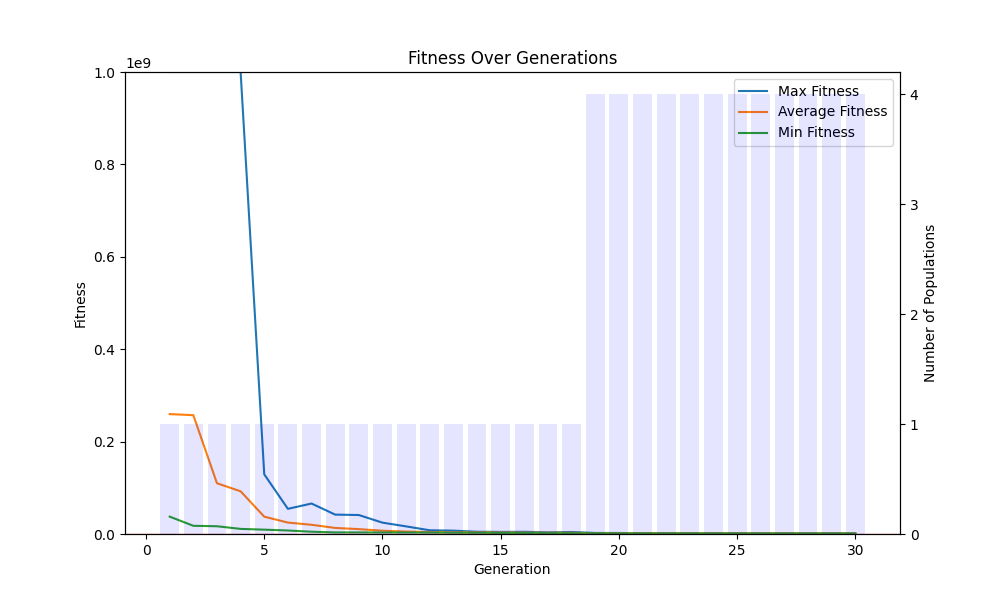 Fitness Over Generations
1e9
1.0
0.8
0.6
0.4
0.2
0.0
Fitness
Max Fitness
Average Fitness
Min Fitness
4
3
2
1
0
Number of Populations
0 5 10 15 20 25 30
Generation